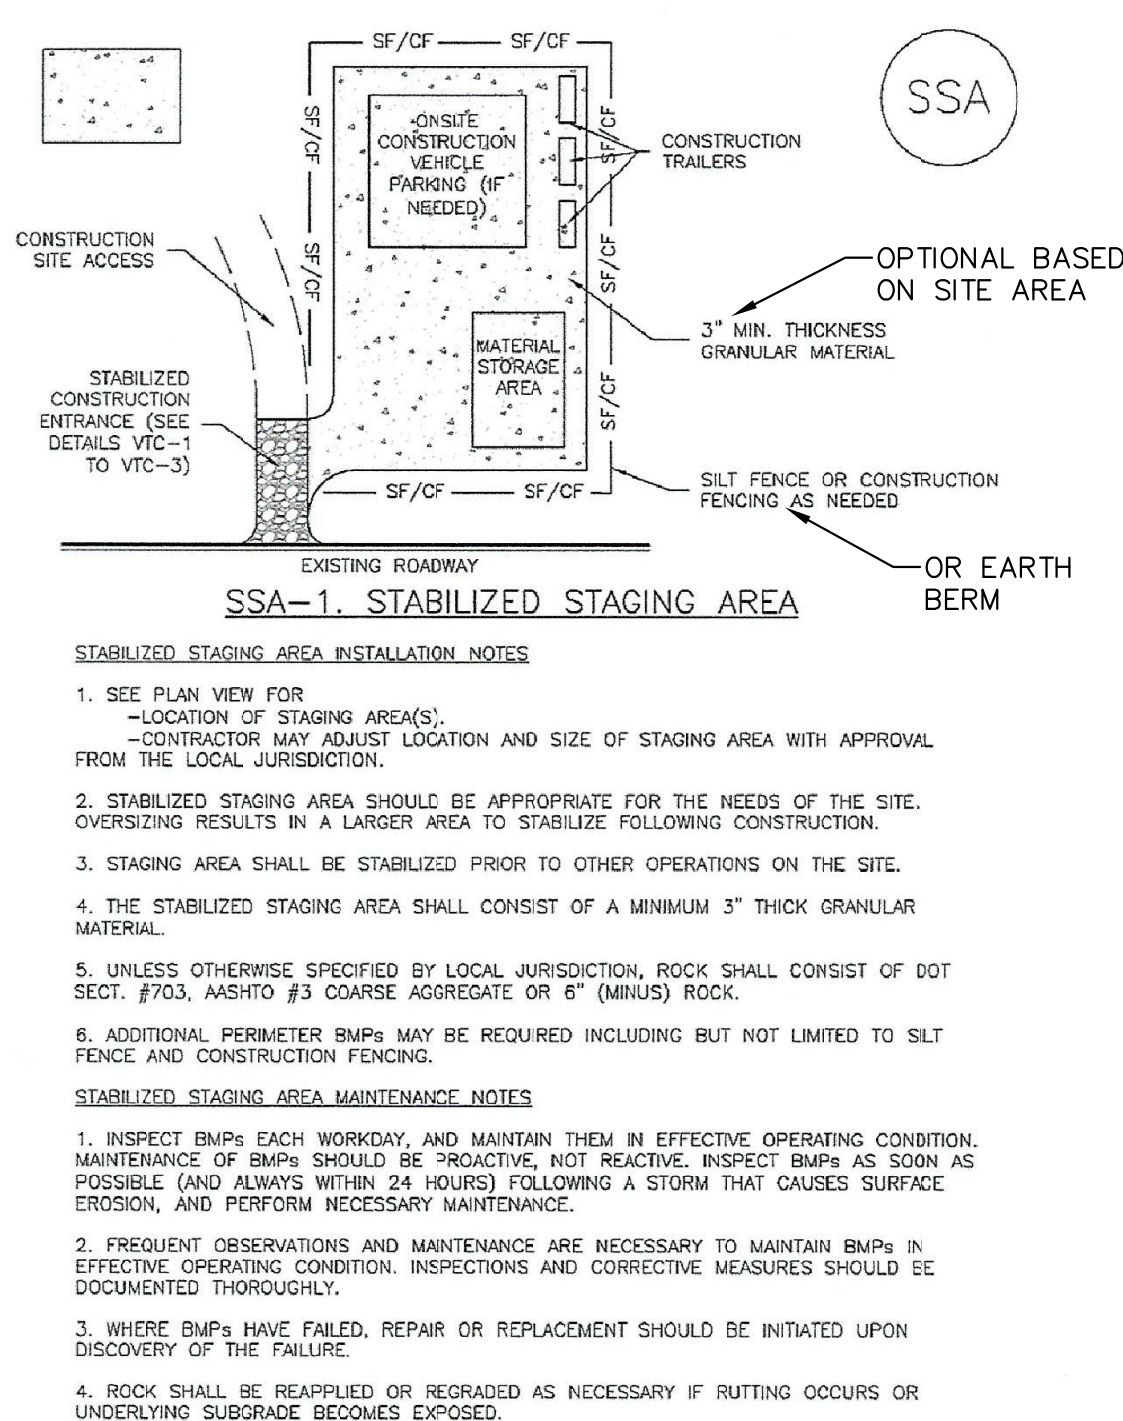 SF/CF SF/CF
SSA
SF/CF
SF/CF
SF/CF
SF/CF
SF/CF
ONSITE
CONSTRUCTION
VEHICLE
PARKING (IF
NEEDED)
CONSTRUCTION
TRAILERS
CONSTRUCTION
SITE ACCESS
OPTIONAL BASED
ON SITE AREA
3" MIN. THICKNESS
GRANULAR MATERIAL
MATERIAL
STORAGE
AREA
STABILIZED
CONSTRUCTION
ENTRANCE (SEE
DETAILS VTC-1
TO VTC-3)
SF/CF SF/CF
SILT FENCE OR CONSTRUCTION
FENCING AS NEEDED
OR EARTH
BERM
EXISTING ROADWAY
SSA-1. STABILIZED STAGING AREA
STABILIZED STAGING AREA INSTALLATION NOTES
1. SEE PLAN VIEW FOR
-LOCATION OF STAGING AREA(S).
-CONTRACTOR MAY ADJUST LOCATION AND SIZE OF STAGING AREA WITH APPROVAL
FROM THE LOCAL JURISDICTION.
2. STABILIZED STAGING AREA SHOULD BE APPROPRIATE FOR THE NEEDS OF THE SITE.
OVERSIZING RESULTS IN A LARGER AREA TO STABILIZE FOLLOWING CONSTRUCTION.
3. STAGING AREA SHALL BE STABILIZED PRIOR TO OTHER OPERATIONS ON THE SITE.
4. THE STABILIZED STAGING AREA SHALL CONSIST OF A MINIMUM 3" THICK GRANULAR
MATERIAL.
5. UNLESS OTHERWISE SPECIFIED BY LOCAL JURISDICTION, ROCK SHALL CONSIST OF DOT
SECT. #703, AASHTO #3 COARSE AGGREGATE OR 6" (MINUS) ROCK.
6. ADDITIONAL PERIMETER BMPs MAY BE REQUIRED INCLUDING BUT NOT LIMITED TO SILT
FENCE AND CONSTRUCTION FENCING.
STABILIZED STAGING AREA MAINTENANCE NOTES
1. INSPECT BMPs EACH WORKDAY, AND MAINTAIN THEM IN EFFECTIVE OPERATING CONDITION.
MAINTENANCE OF BMPs SHOULD BE PROACTIVE, NOT REACTIVE. INSPECT BMPs AS SOON AS
POSSIBLE (AND ALWAYS WITHIN 24 HOURS) FOLLOWING A STORM THAT CAUSES SURFACE
EROSION, AND PERFORM NECESSARY MAINTENANCE.
2. FREQUENT OBSERVATIONS AND MAINTENANCE ARE NECESSARY TO MAINTAIN BMPs IN
EFFECTIVE OPERATING CONDITION. INSPECTIONS AND CORRECTIVE MEASURES SHOULD BE
DOCUMENTED THOROUGHLY.
3. WHERE BMPs HAVE FAILED, REPAIR OR REPLACEMENT SHOULD BE INITIATED UPON
DISCOVERY OF THE FAILURE.
4. ROCK SHALL BE REAPPLIED OR REGRADED AS NECESSARY IF RUTTING OCCURS OR
UNDERLYING SUBGRADE BECOMES EXPOSED.